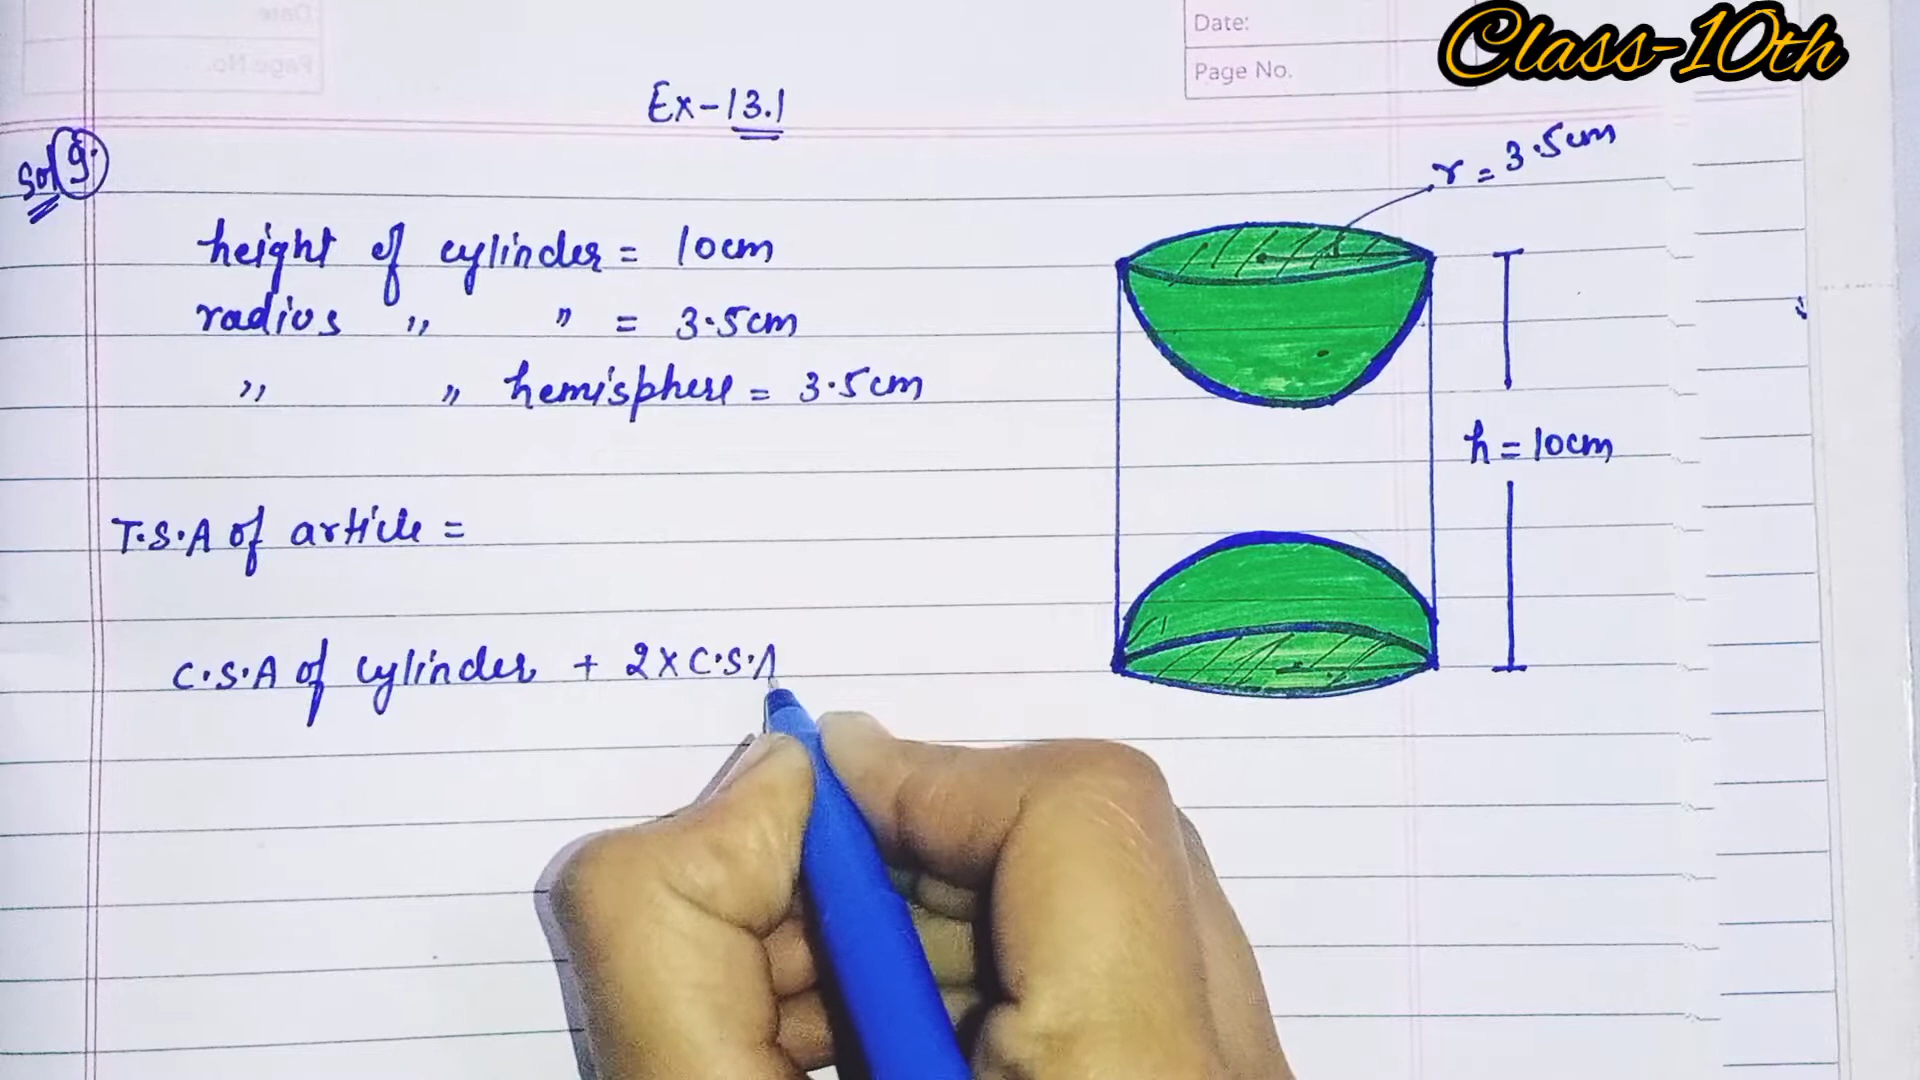 Date:
Page No.
Class-10th
Ex-13.1
Sol 9.
r = 3.5cm
height of cylinder = 10cm
radius ,, ,, = 3.5cm
,, ,, hemisphere = 3.5cm
h = 10cm
T.S.A of article =
C.S.A of cylinder + 2×C.S.A